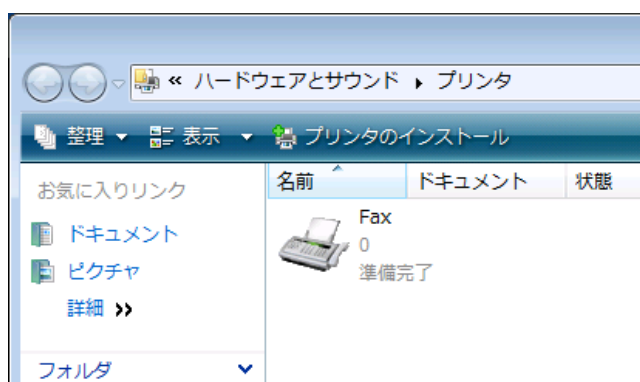 « ハードウェアとサウンド ▸ プリンタ
整理 ▼ 表示 ▼ プリンタのインストール
お気に入りリンク
ドキュメント
ピクチャ
詳細 »
フォルダ
名前 ドキュメント 状態
Fax
0
準備完了